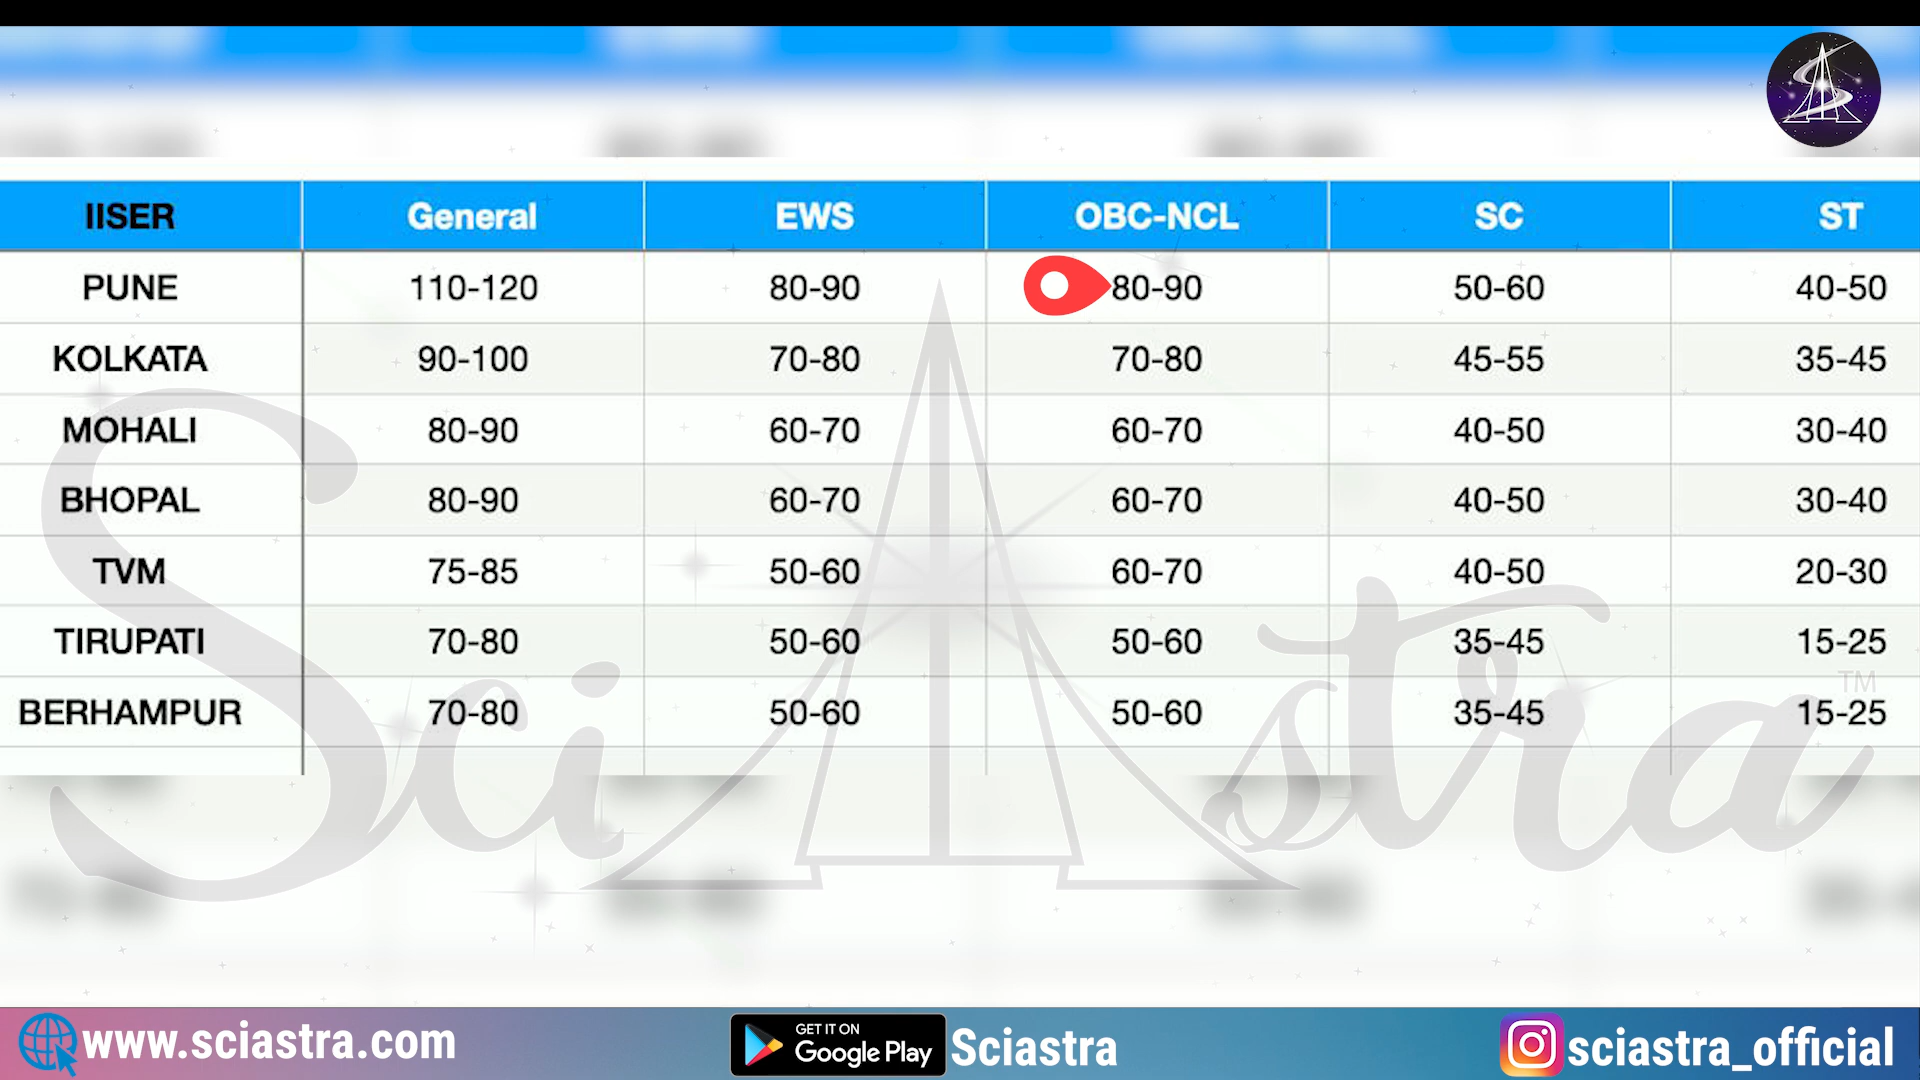 IISER General EWS OBC-NCL SC ST
PUNE 110-120 80-90 80-90 50-60 40-50
KOLKATA 90-100 70-80 70-80 45-55 35-45
MOHALI 80-90 60-70 60-70 40-50 30-40
BHOPAL 80-90 60-70 60-70 40-50 30-40
TVM 75-85 50-60 60-70 40-50 20-30
TIRUPATI 70-80 50-60 50-60 35-45 15-25
BERHAMPUR 70-80 50-60 50-60 35-45 15-25
SciAstra TM
www.sciastra.com
GET IT ON
Google Play
Sciastra
sciastra_official